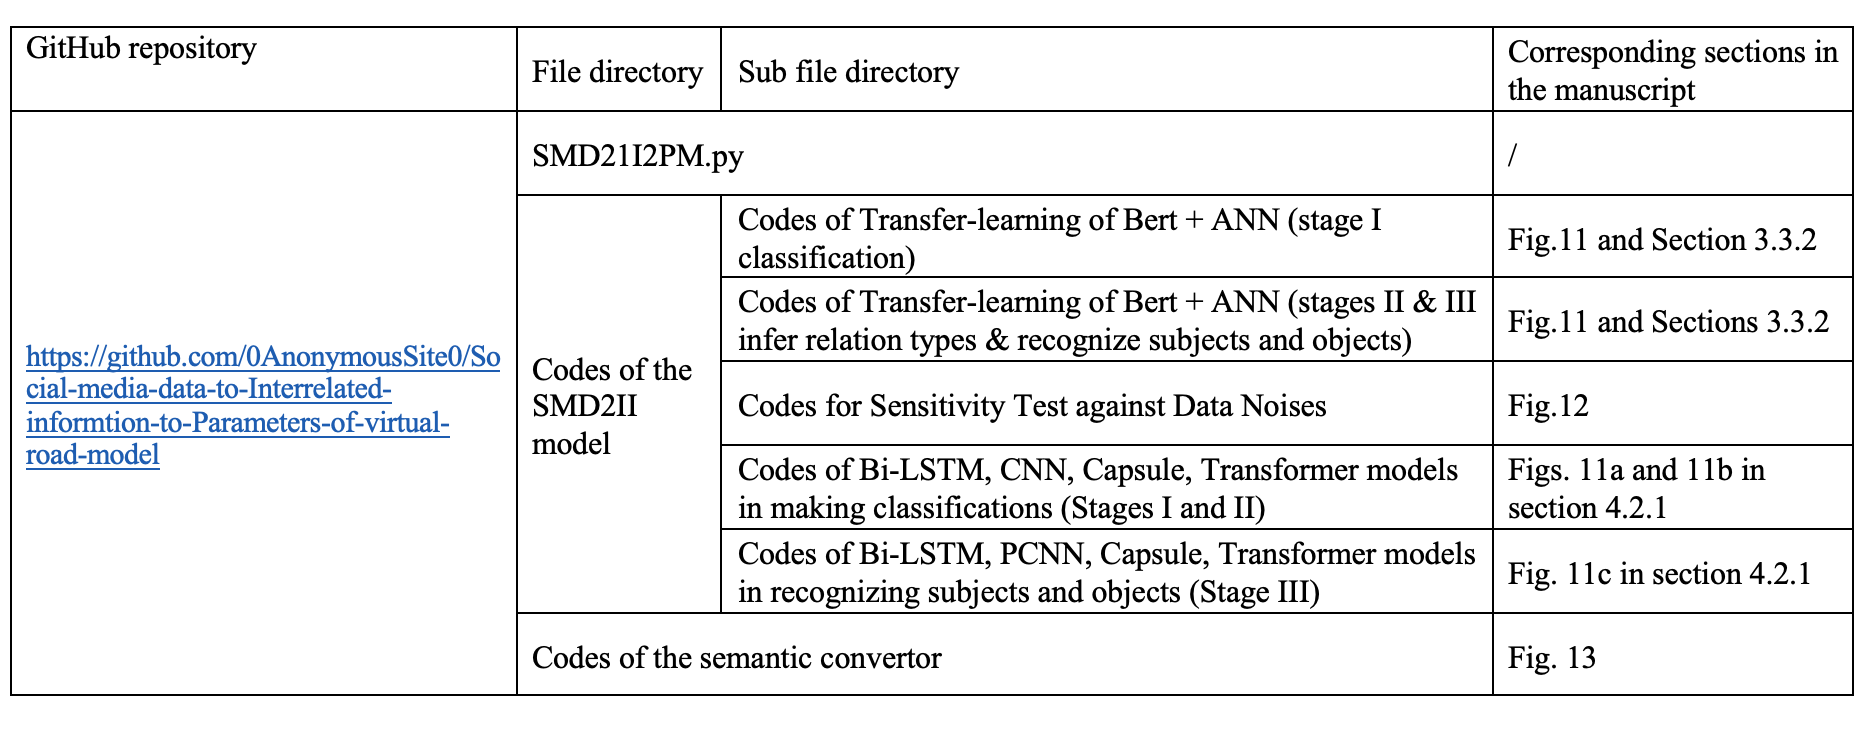 GitHub repository
File directory
Sub file directory
Corresponding sections in
the manuscript
https://github.com/0AnonymousSite0/So
cial-media-data-to-Interrelated-
informtion-to-Parameters-of-virtual-
road-model
SMD21I2PM.py
/
Codes of the
SMD2II
model
Codes of Transfer-learning of Bert + ANN (stage I
classification)
Fig.11 and Section 3.3.2
Codes of Transfer-learning of Bert + ANN (stages II & III
infer relation types & recognize subjects and objects)
Fig.11 and Sections 3.3.2
Codes for Sensitivity Test against Data Noises
Fig.12
Codes of Bi-LSTM, CNN, Capsule, Transformer models
in making classifications (Stages I and II)
Figs. 11a and 11b in
section 4.2.1
Codes of Bi-LSTM, PCNN, Capsule, Transformer models
in recognizing subjects and objects (Stage III)
Fig. 11c in section 4.2.1
Codes of the semantic convertor
Fig. 13